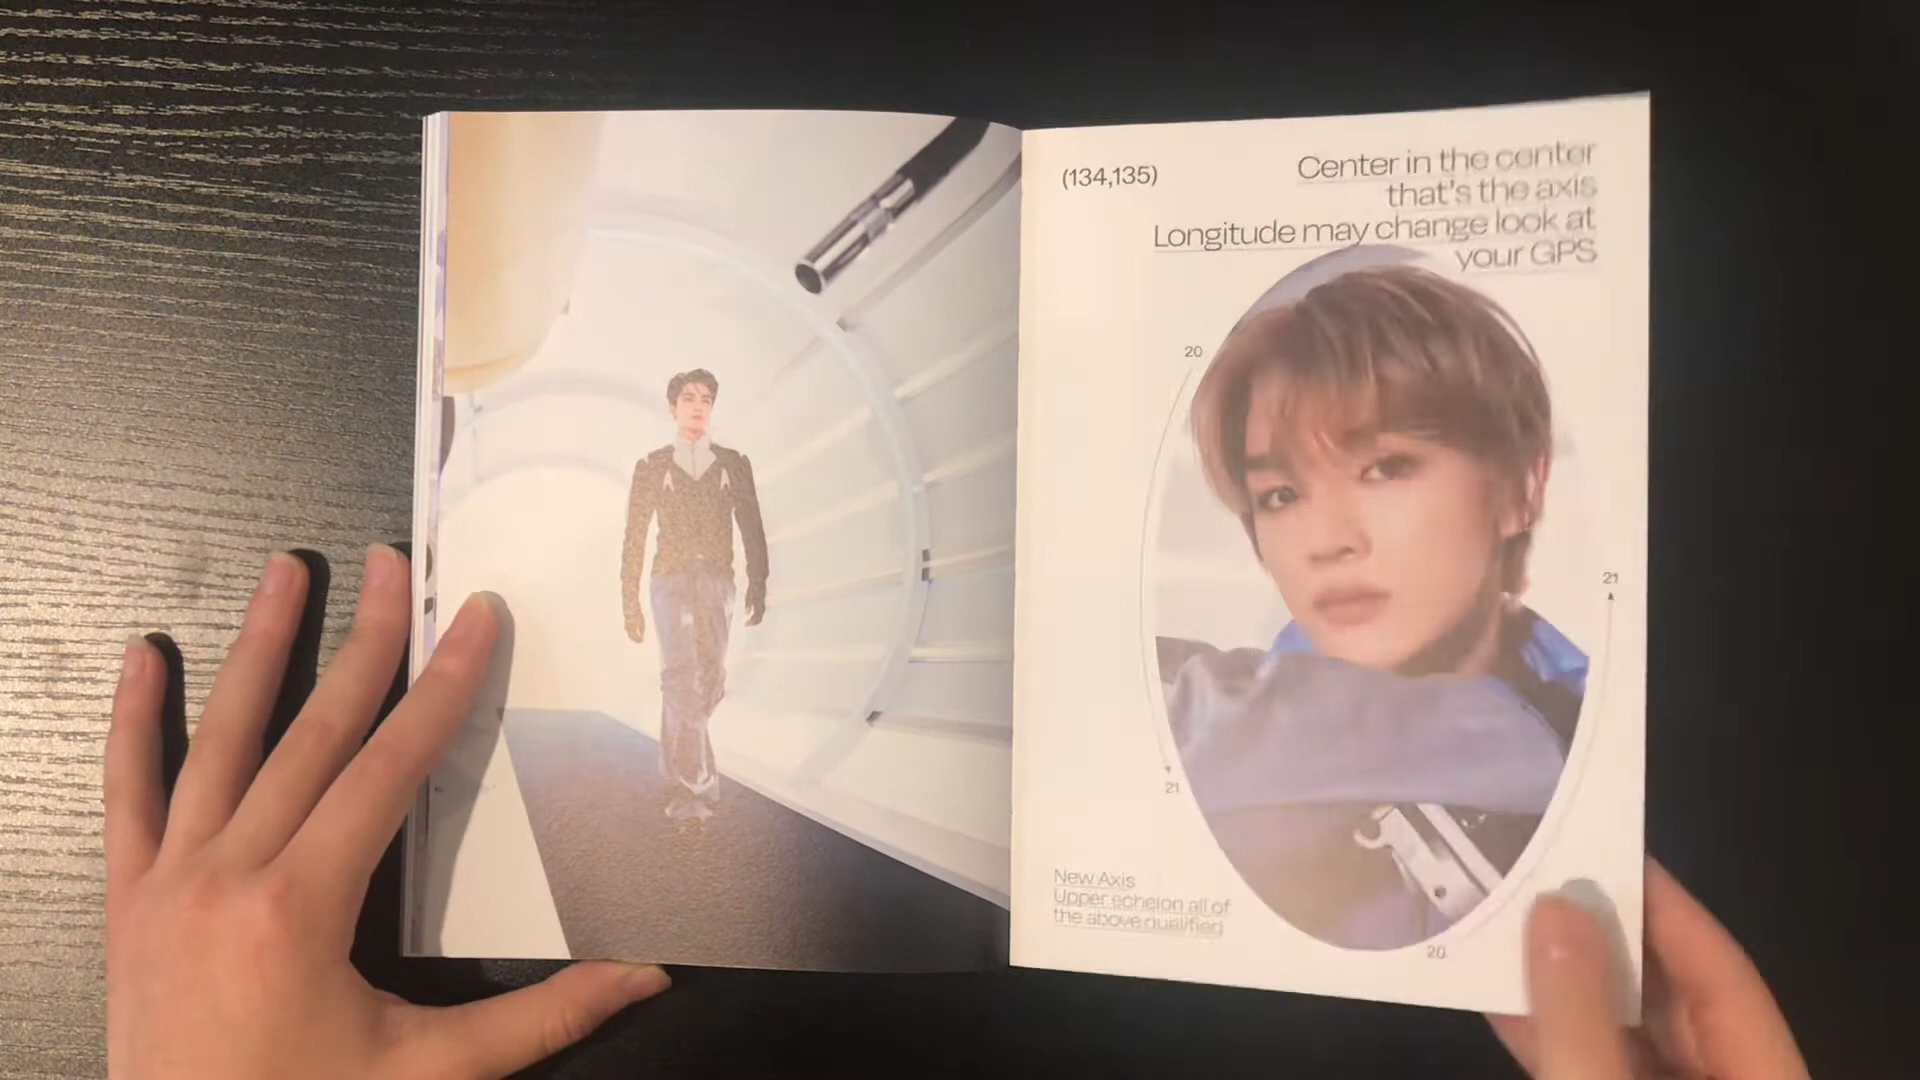 (134,135)
Center in the center
that's the axis
Longitude may change look at
your GPS
20
21
21
20
New Axis
Upper echelon all of
the above qualified